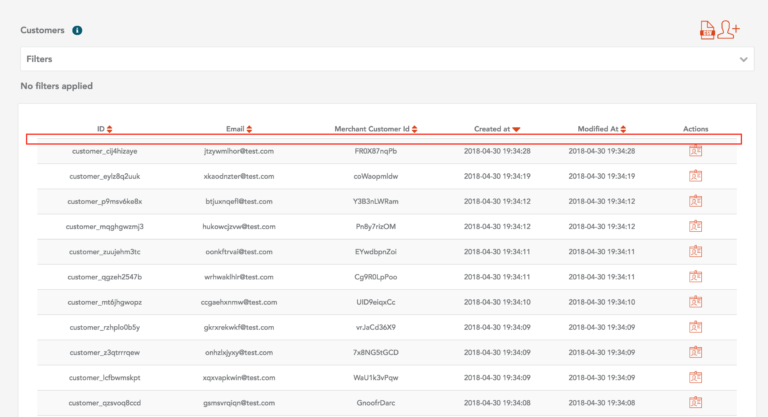 Customers
Filters
No filters applied
ID Email Merchant Customer Id Created at Modified At Actions
customer_cij4hizaye jtzywmlhor@test.com FR0X87nqPb 2018-04-30 19:34:28 2018-04-30 19:34:28
customer_eylz8q2uuk xkaodnzter@test.com coWaopmldw 2018-04-30 19:34:19 2018-04-30 19:34:19
customer_p9msv6ke8x btjuxnqefl@test.com Y3B3nLWRam 2018-04-30 19:34:12 2018-04-30 19:34:12
customer_mqghgwzmj3 hukowcjzvw@test.com Pn8y7rlzOM 2018-04-30 19:34:12 2018-04-30 19:34:12
customer_zuujehm3tc oonkftrvai@test.com EYwdbpnZoi 2018-04-30 19:34:11 2018-04-30 19:34:11
customer_qgzeh2547b wrhwaklhlr@test.com Cg9R0LpPoo 2018-04-30 19:34:11 2018-04-30 19:34:11
customer_mt6jhgwopz ccgaehxnmw@test.com UID9eiqxCc 2018-04-30 19:34:10 2018-04-30 19:34:10
customer_rzhplo0b5y gkrxrekwkf@test.com vrJaCd36X9 2018-04-30 19:34:09 2018-04-30 19:34:09
customer_z3qtrrrqew onhzlxjyxy@test.com 7x8NG5tGCD 2018-04-30 19:34:09 2018-04-30 19:34:09
customer_lcfbwmskpt xqxvapkwin@test.com WaU1k3vPqw 2018-04-30 19:34:09 2018-04-30 19:34:09
customer_qzsvoq8ccd gsmsvrqiqn@test.com GnoofrDarc 2018-04-30 19:34:08 2018-04-30 19:34:08